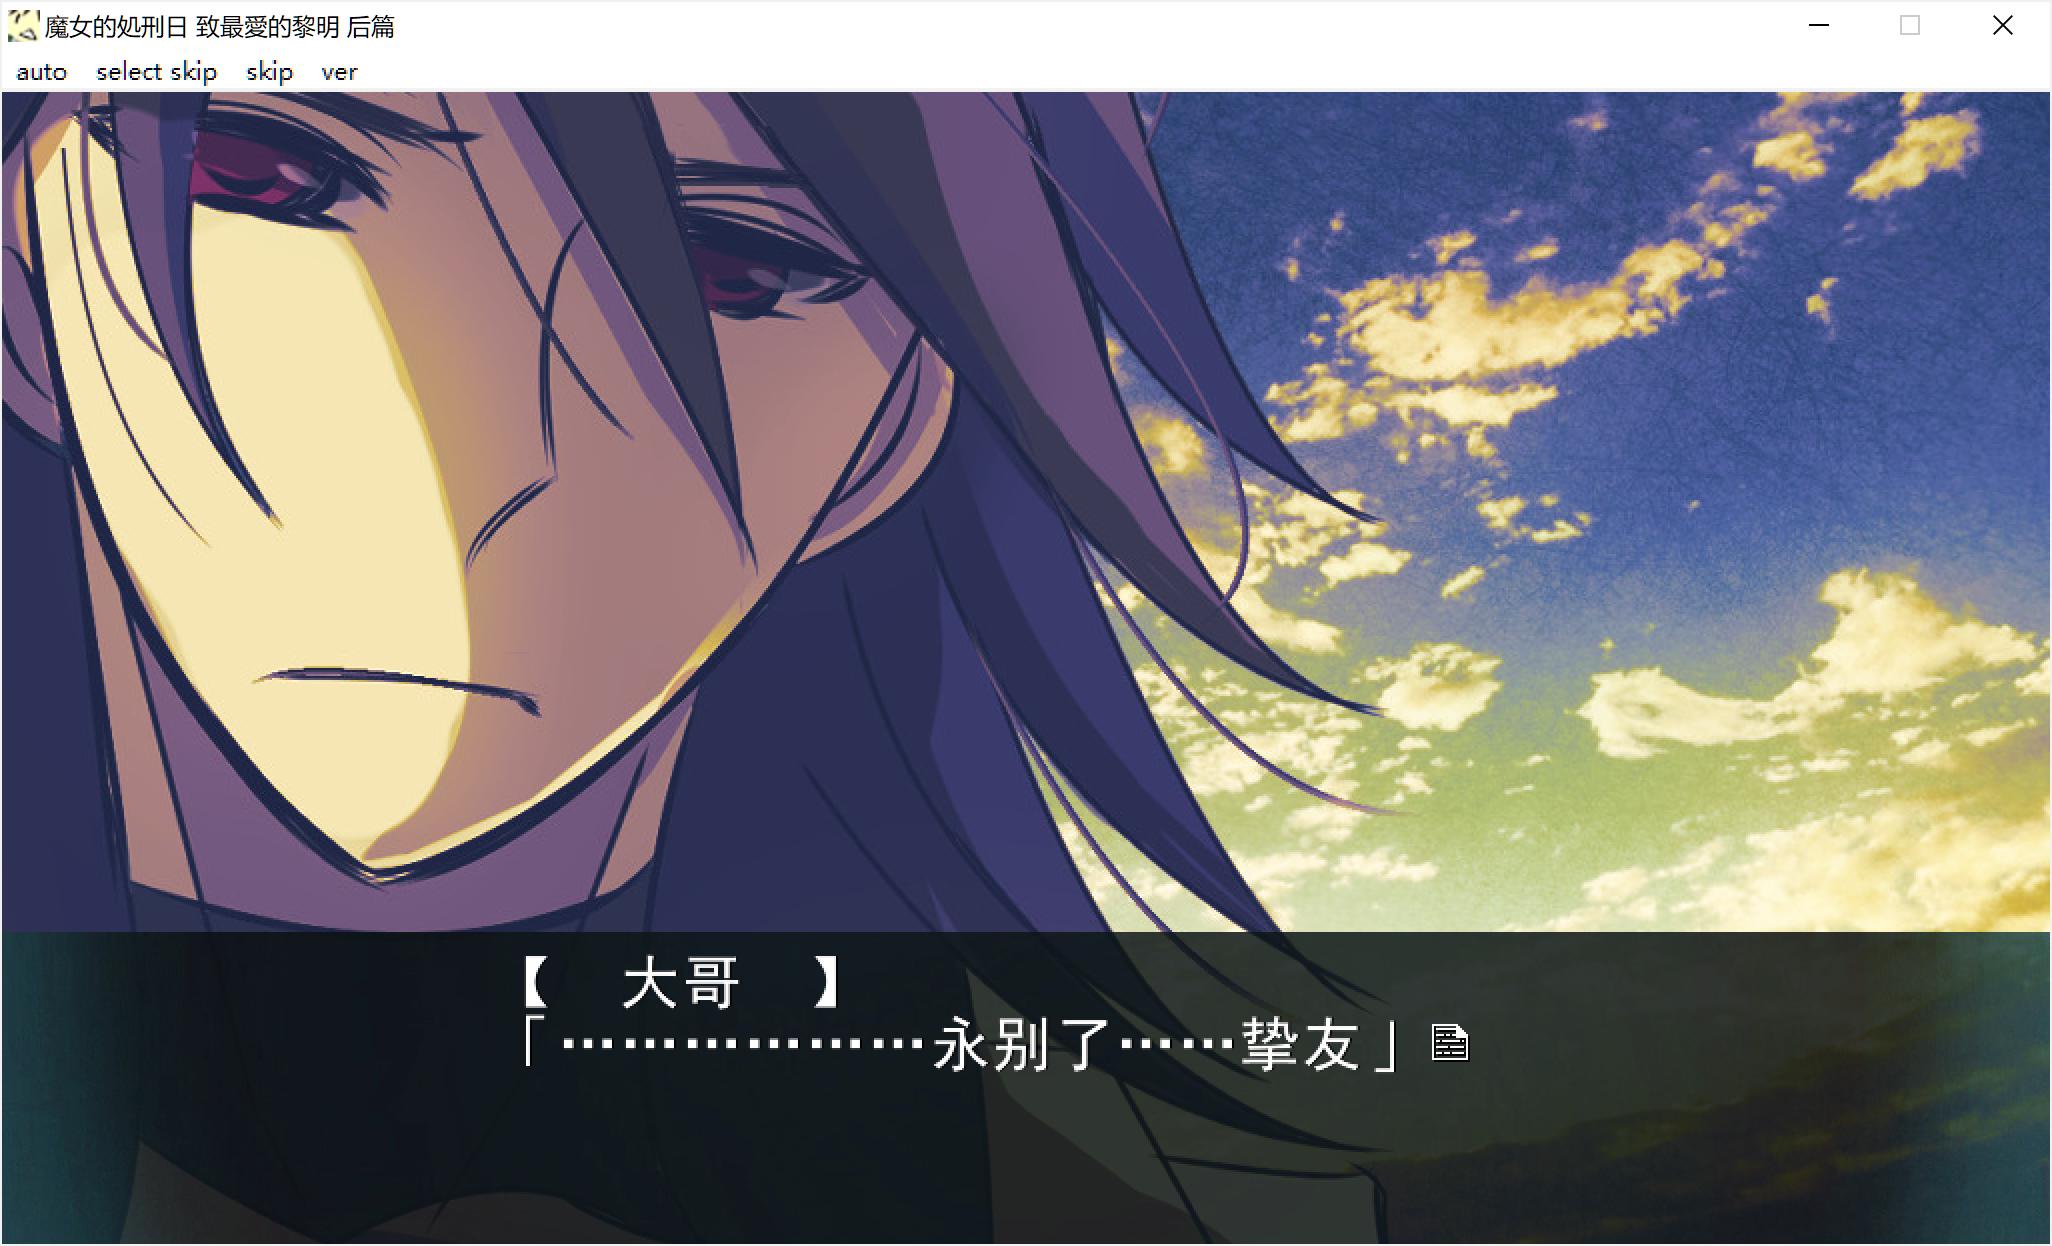 魔女的処刑日 致最愛的黎明 后篇
auto select skip skip ver
【 大哥 】
「………………永别了……挚友」